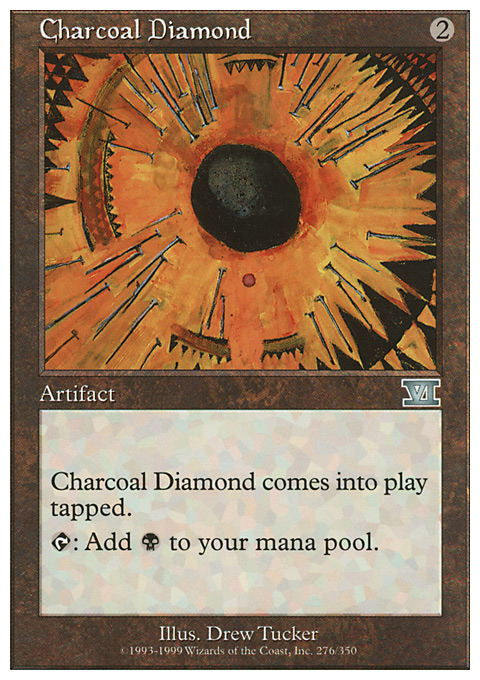 Charcoal Diamond 2
Artifact VI
Charcoal Diamond comes into play
tapped.
: Add to your mana pool.
Illus. Drew Tucker
©1993-1999 Wizards of the Coast, Inc. 276/350